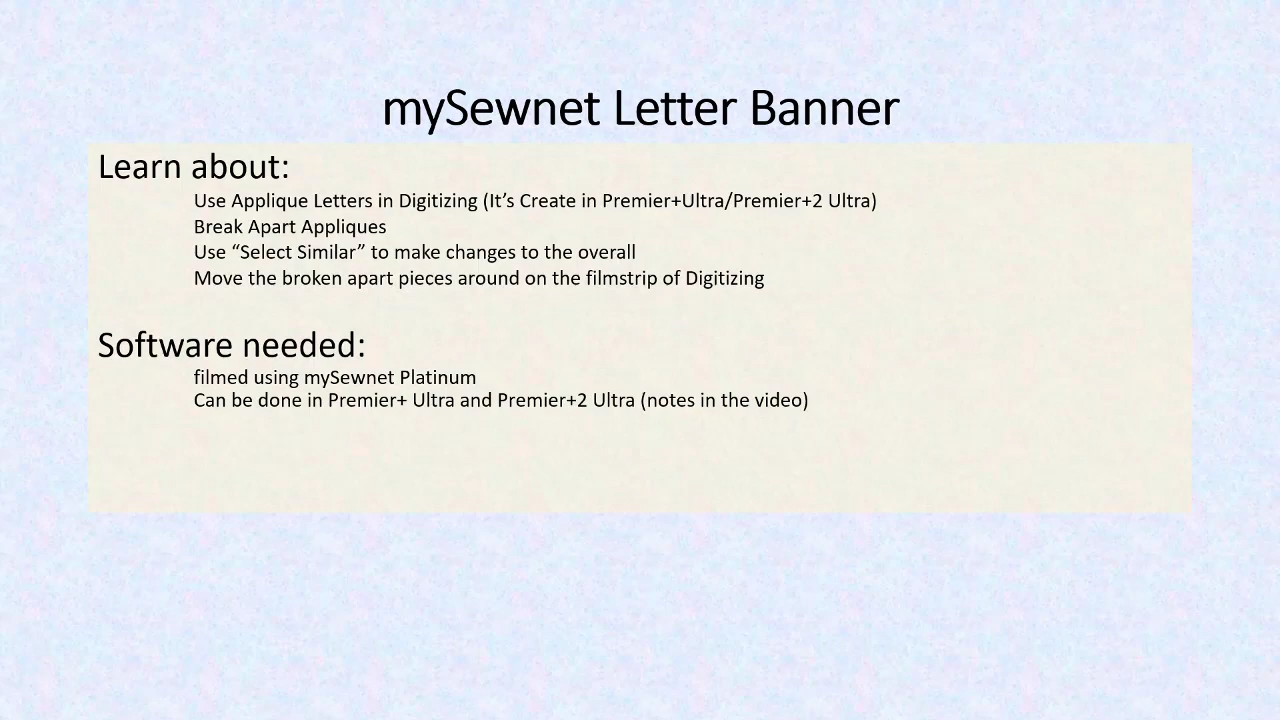 mySewnet Letter Banner
Learn about:
Use Applique Letters in Digitizing (It’s Create in Premier+Ultra/Premier+2 Ultra)
Break Apart Appliques
Use “Select Similar” to make changes to the overall
Move the broken apart pieces around on the filmstrip of Digitizing
Software needed:
filmed using mySewnet Platinum
Can be done in Premier+ Ultra and Premier+2 Ultra (notes in the video)